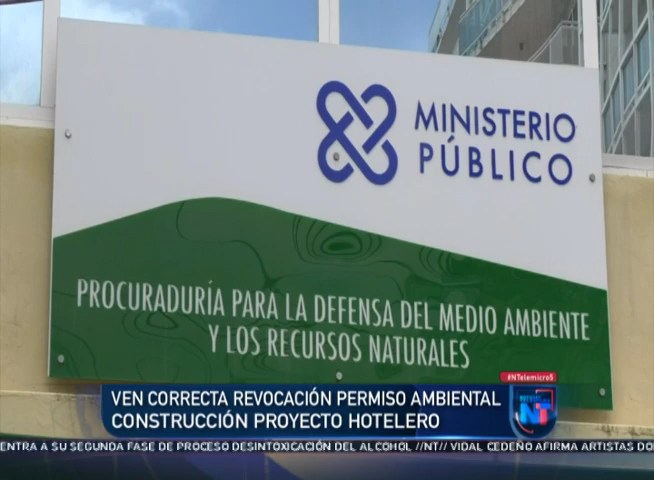 MINISTERIO
PÚBLICO
PROCURADURÍA PARA LA DEFENSA DEL MEDIO AMBIENTE
Y LOS RECURSOS NATURALES
#NTelemicro5
VEN CORRECTA REVOCACIÓN PERMISO AMBIENTAL
CONSTRUCCIÓN PROYECTO HOTELERO
NT
ENTRA A SU SEGUNDA FASE DE PROCESO DESINTOXICACIÓN DEL ALCOHOL //NT// VIDAL CEDEÑO AFIRMA ARTISTAS DO